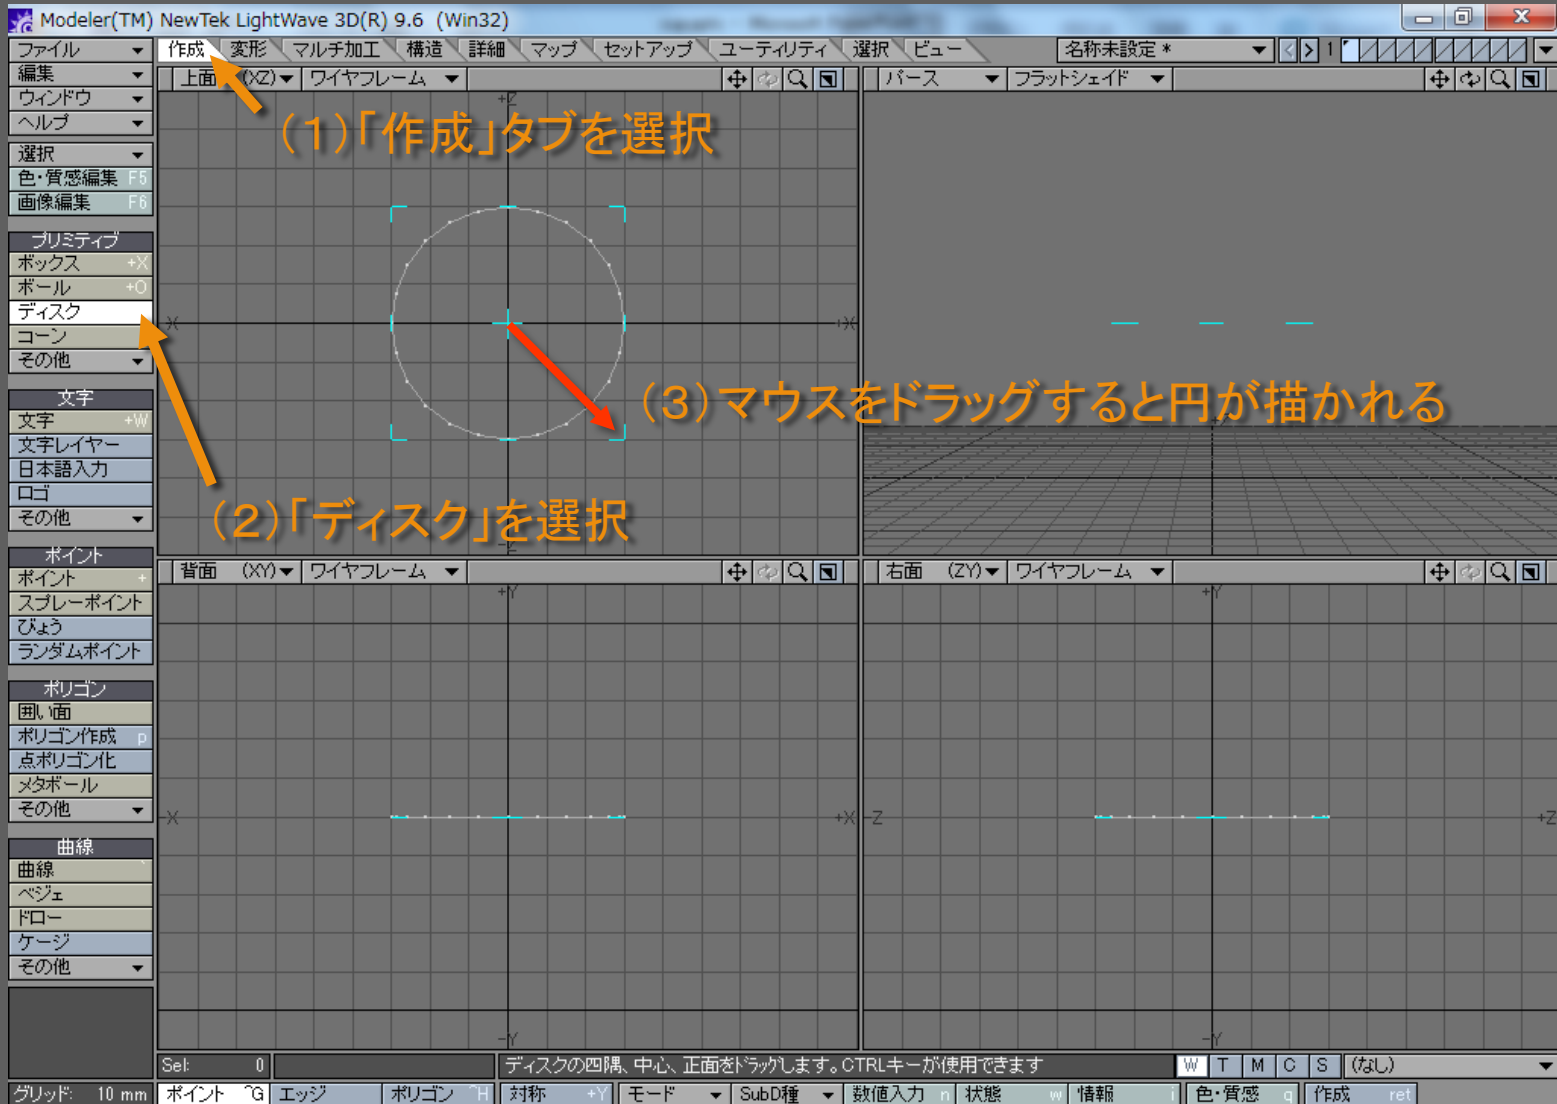 Modeler(TM) NewTek LightWave 3D(R) 9.6 (Win32)
ファイル 作成 変形 マルチ加工 構造 詳細 マップ セットアップ ユーティリティ 選択 ビュー 名称未設定 * 1
編集
ウィンドウ
ヘルプ
選択
色・質感編集 F5
画像編集 F6
プリミティブ
ボックス +X
ボール +O
ディスク
コーン
その他
文字
文字 +W
文字レイヤー
日本語入力
ロゴ
その他
ポイント
ポイント +
スプレーポイント
びょう
ランダムポイント
ポリゴン
囲い面
ポリゴン作成 p
点ポリゴン化
メタボール
その他
曲線
曲線 `
ベジェ
ドロー
ケージ
その他
上面 (XZ) ワイヤフレーム
パース フラットシェイド
+Z
(1)「作成」タブを選択
-X +X
(3)マウスをドラッグすると円が描かれる
(2)「ディスク」を選択
-Z
背面 (XY) ワイヤフレーム
右面 (ZY) ワイヤフレーム
+Y +Y
-X +X -Z +Z
-Y -Y
Sel: 0 ディスクの四隅、中心、正面をドラッグします。CTRLキーが使用できます W T M C S (なし)
グリッド: 10 mm ポイント ^G エッジ ポリゴン ^H 対称 +Y モード SubD種 数値入力 n 状態 w 情報 i 色・質感 q 作成 ret